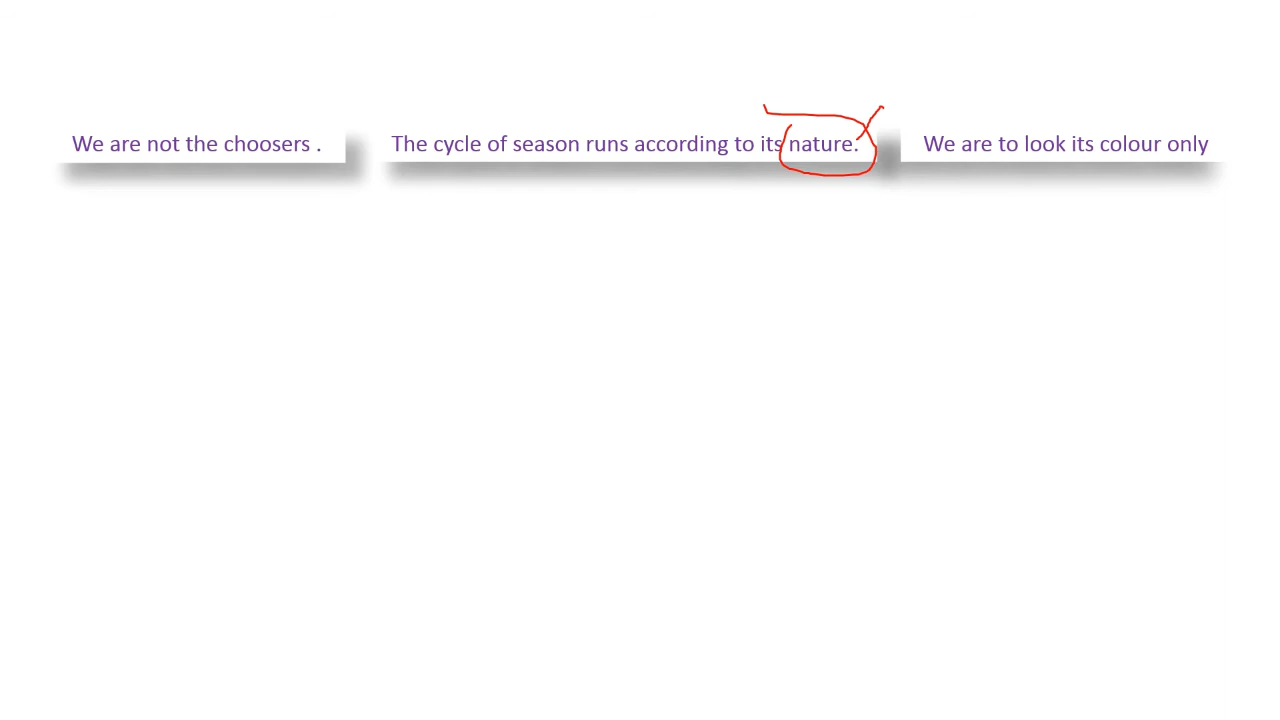 We are not the choosers . The cycle of season runs according to its nature. We are to look its colour only